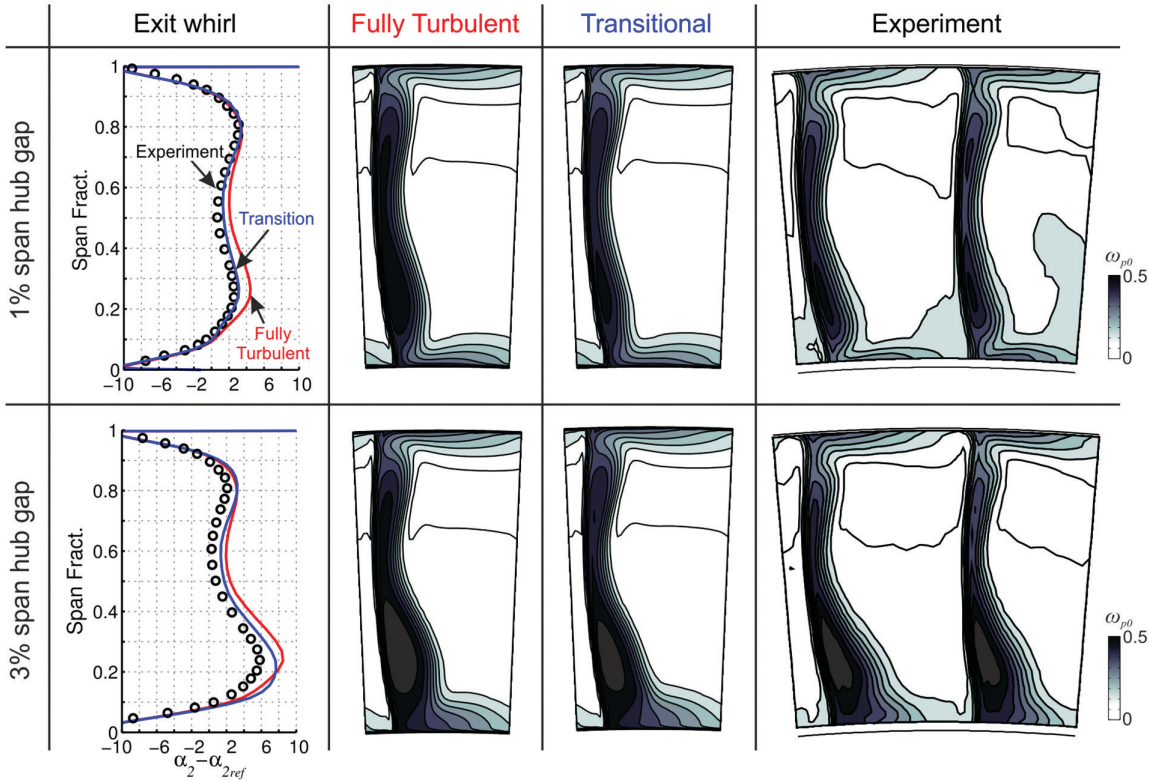 Exit whirl
Fully Turbulent
Transitional
Experiment
1% span hub gap
Span Fract.
1
0.8
0.6
0.4
0.2
0
-10
-6
-2
2
6
10
Experiment
Transition
Fully
Turbulent
ωp0
0.5
0
3% span hub gap
Span Fract.
1
0.8
0.6
0.4
0.2
0
-10
-6
-2
2
6
10
α2−α2ref
ωp0
0.5
0